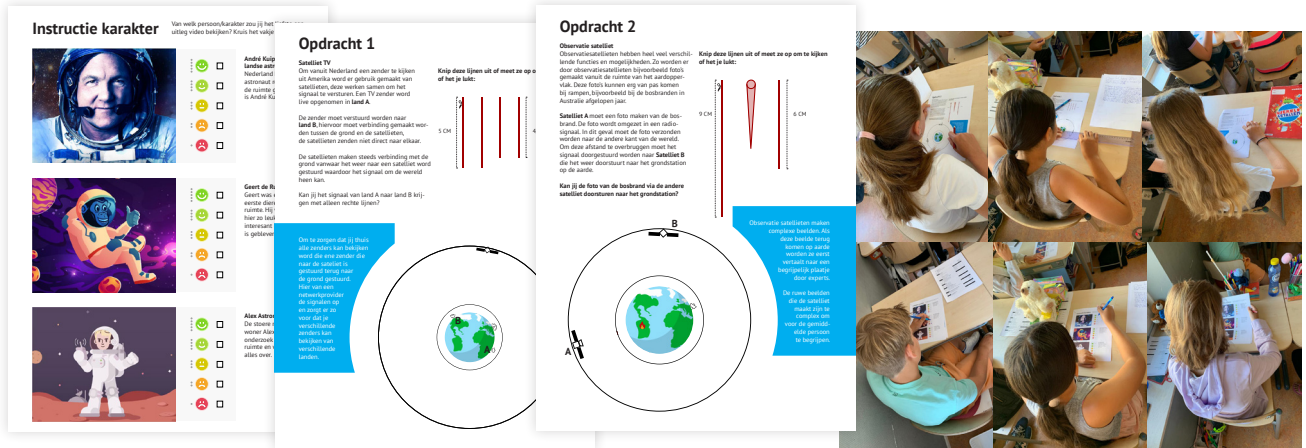 Instructie karakter
Van welk persoon/karakter zou jij het
uitleg video bekijken? Kruis het vakje
André Kuip
landse astr
Nederland
astronaut
de ruimte g
is André Ku
Geert de Ru
Geert was e
eerste dien
ruimte. Hij
hier zo leuk
interesant
is geblever
Alex Astron
De stoere
woner Alex
onderzoek.
ruimte en
alles over.
Opdracht 1
Satelliet TV
Om vanuit Nederland een zender te kijken
uit Amerika word er gebruik gemaakt van
satellieten, deze werken samen om het
signaal te versturen. Een TV zender word
live opgenomen in land A.
De zender moet verstuurd worden naar
land B, hiervoor moet verbinding gemaakt wor-
den tussen de grond en de satellieten,
de satellieten zenden niet direct naar elkaar.
De satellieten maken steeds verbinding met de
grond vanwaar het weer naar een satelliet word
gestuurd waardoor het signaal om de wereld
heen kan.
Kan jij het signaal van land A naar land B krij-
gen met alleen rechte lijnen?
Knip deze lijnen uit of meet ze op o
of het je lukt:
5 CM
4
Om te zorgen dat jij thuis
alle zenders kan bekijken
word die ene zender die
naar de sateliet is
gestuurd terug naar
de grond gestuurd.
Hier van een
netwerkprovider
de signalen op
en zorgt er zo
voor dat je
verschillende
zenders kan
bekijken van
verschillende
landen.
B
A
Opdracht 2
Observatie satelliet
Observatiesatellieten hebben heel veel verschil-
lende functies en mogelijkheden. Zo worden er
door observatiesatellieten bijvoorbeeld foto's
gemaakt vanuit de ruimte van het aardopper-
vlak. Deze foto's kunnen erg van pas komen
bij rampen, bijvoorbeeld bij de bosbranden in
Australie afgelopen jaar.
Satelliet A moet een foto maken van de bos-
brand. De foto wordt omgezet in een radio-
signaal. In dit geval moet de foto verzonden
worden naar de andere kant van de wereld.
Om deze afstand te overbruggen moet het
signaal doorgestuurd worden naar Satelliet B
die het weer doorstuurt naar het grondstation
op de aarde.
Kan jij de foto van de bosbrand via de andere
satelliet doorsturen naar het grondstation?
Knip deze lijnen uit of meet ze op om te kijken
of het je lukt:
9 CM
6 CM
B
A
Observatie satellieten maken
complexe beelden. Als
deze beelde terug
komen op aarde
worden ze eerst
vertaalt naar een
begrijpelijk plaatje
door experts.
De ruwe beelden
die de satelliet
maakt zijn te
complex om
voor de gemidd-
elde persoon
te begrijpen.